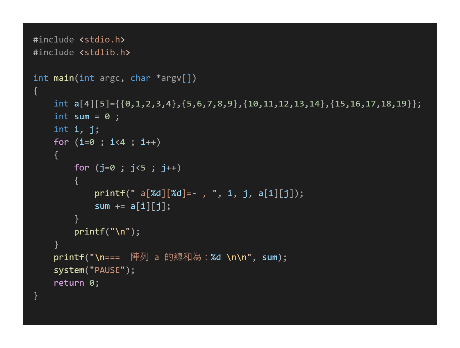 #include <stdio.h>
#include <stdlib.h>
int main(int argc, char *argv[])
{
int a[4][5]={{0,1,2,3,4},{5,6,7,8,9},{10,11,12,13,14},{15,16,17,18,19}};
int sum = 0 ;
int i, j;
for (i=0 ; i<4 ; i++)
{
for (j=0 ; j<5 ; j++)
{
printf(" a[%d][%d]=- , ", i, j, a[i][j]);
sum += a[i][j];
}
printf("\n");
}
printf("\n=== 陣列 a 的總和為：%d \n\n", sum);
system("PAUSE");
return 0;
}